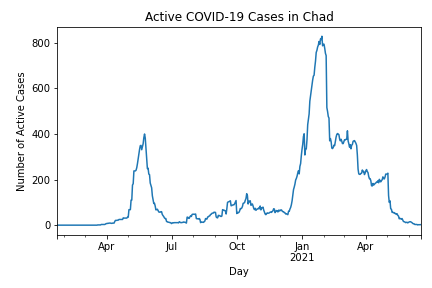 Active COVID-19 Cases in Chad
Number of Active Cases
800
600
400
200
0
Apr
Jul
Oct
Jan
2021
Apr
Day